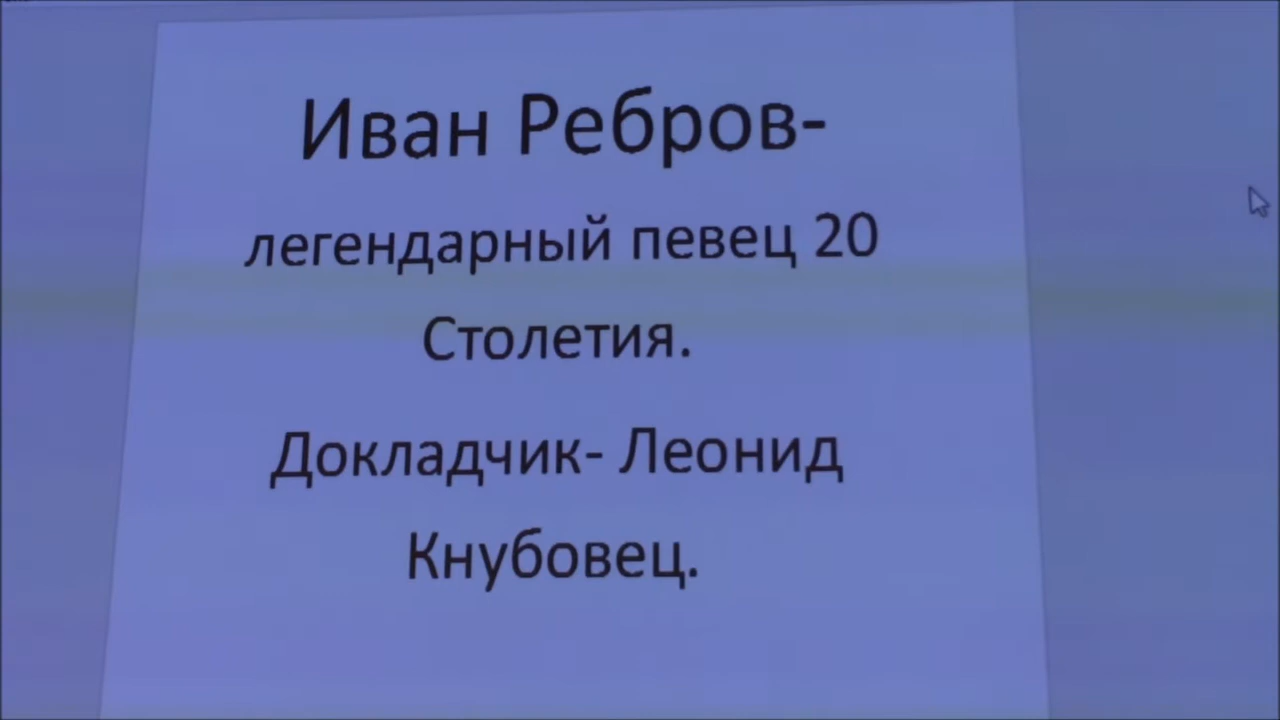 Иван Ребров-
легендарный певец 20
Столетия.
Докладчик- Леонид
Кнубовец.